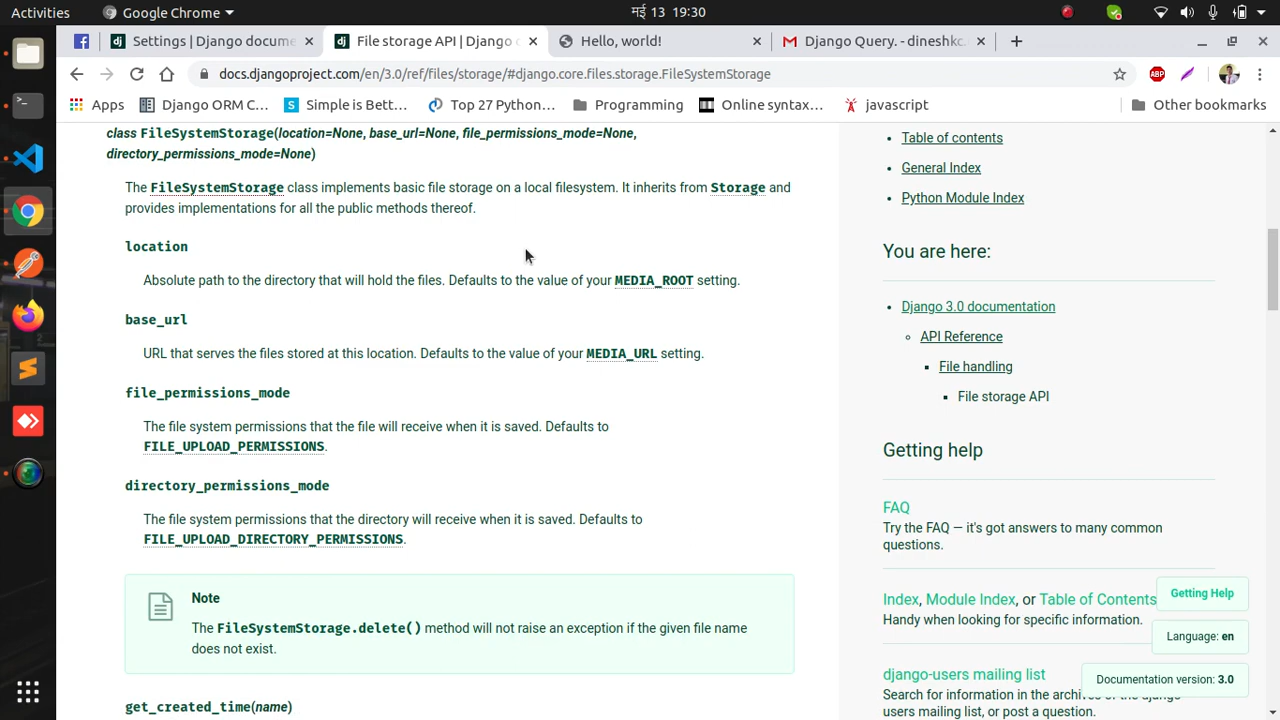 Activities
Google Chrome
मई 13 19:30
Settings | Django docume
File storage API | Django
Hello, world!
Django Query. - dineshkc.
docs.djangoproject.com/en/3.0/ref/files/storage/#django.core.files.storage.FileSystemStorage
ABP
Apps
Django ORM C...
Simple is Bett...
Top 27 Python...
Programming
Online syntax...
javascript
Other bookmarks
class FileSystemStorage(location=None, base_url=None, file_permissions_mode=None,
directory_permissions_mode=None)
The FileSystemStorage class implements basic file storage on a local filesystem. It inherits from Storage and
provides implementations for all the public methods thereof.
location
Absolute path to the directory that will hold the files. Defaults to the value of your MEDIA_ROOT setting.
base_url
URL that serves the files stored at this location. Defaults to the value of your MEDIA_URL setting.
file_permissions_mode
The file system permissions that the file will receive when it is saved. Defaults to
FILE_UPLOAD_PERMISSIONS.
directory_permissions_mode
The file system permissions that the directory will receive when it is saved. Defaults to
FILE_UPLOAD_DIRECTORY_PERMISSIONS.
Note
The FileSystemStorage.delete() method will not raise an exception if the given file name
does not exist.
get_created_time(name)
Table of contents
General Index
Python Module Index
You are here:
Django 3.0 documentation
API Reference
File handling
File storage API
Getting help
FAQ
Try the FAQ — it's got answers to many common
questions.
Index, Module Index, or Table of Contents
Handy when looking for specific information.
django-users mailing list
Search for information in the archives of the django-
users mailing list, or post a question.
Getting Help
Language: en
Documentation version: 3.0